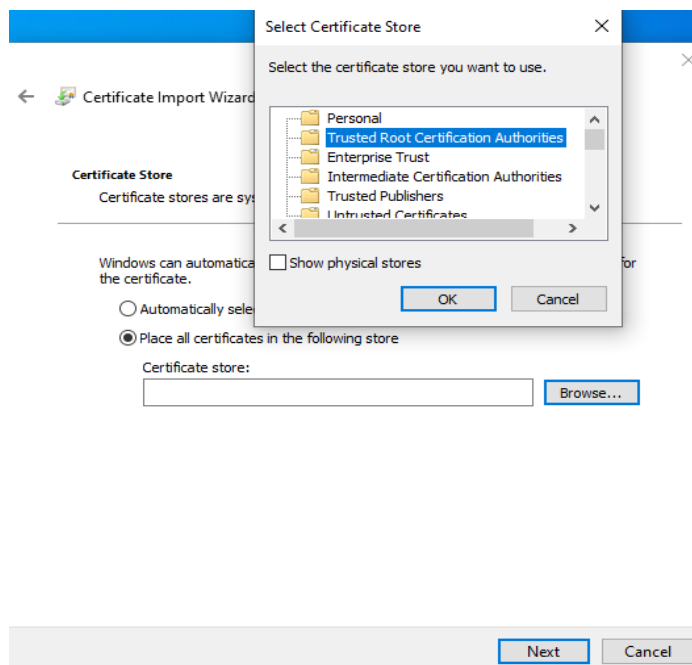 Select Certificate Store
Select the certificate store you want to use.
Personal
Trusted Root Certification Authorities
Enterprise Trust
Intermediate Certification Authorities
Trusted Publishers
Untrusted Certificates
Show physical stores
OK
Cancel
Certificate Import Wizard
Certificate Store
Certificate stores are sy
Windows can automatica for
the certificate.
Automatically sele
Place all certificates in the following store
Certificate store:
Browse...
Next
Cancel